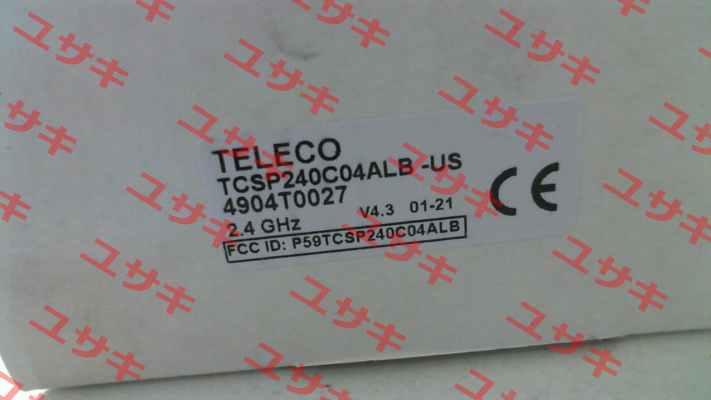 TELECO
TCSP240C04ALB -US
4904T0027
2.4 GHz V4.3 01-21
FCC ID: P59TCSP240C04ALB
CE
ユサキ